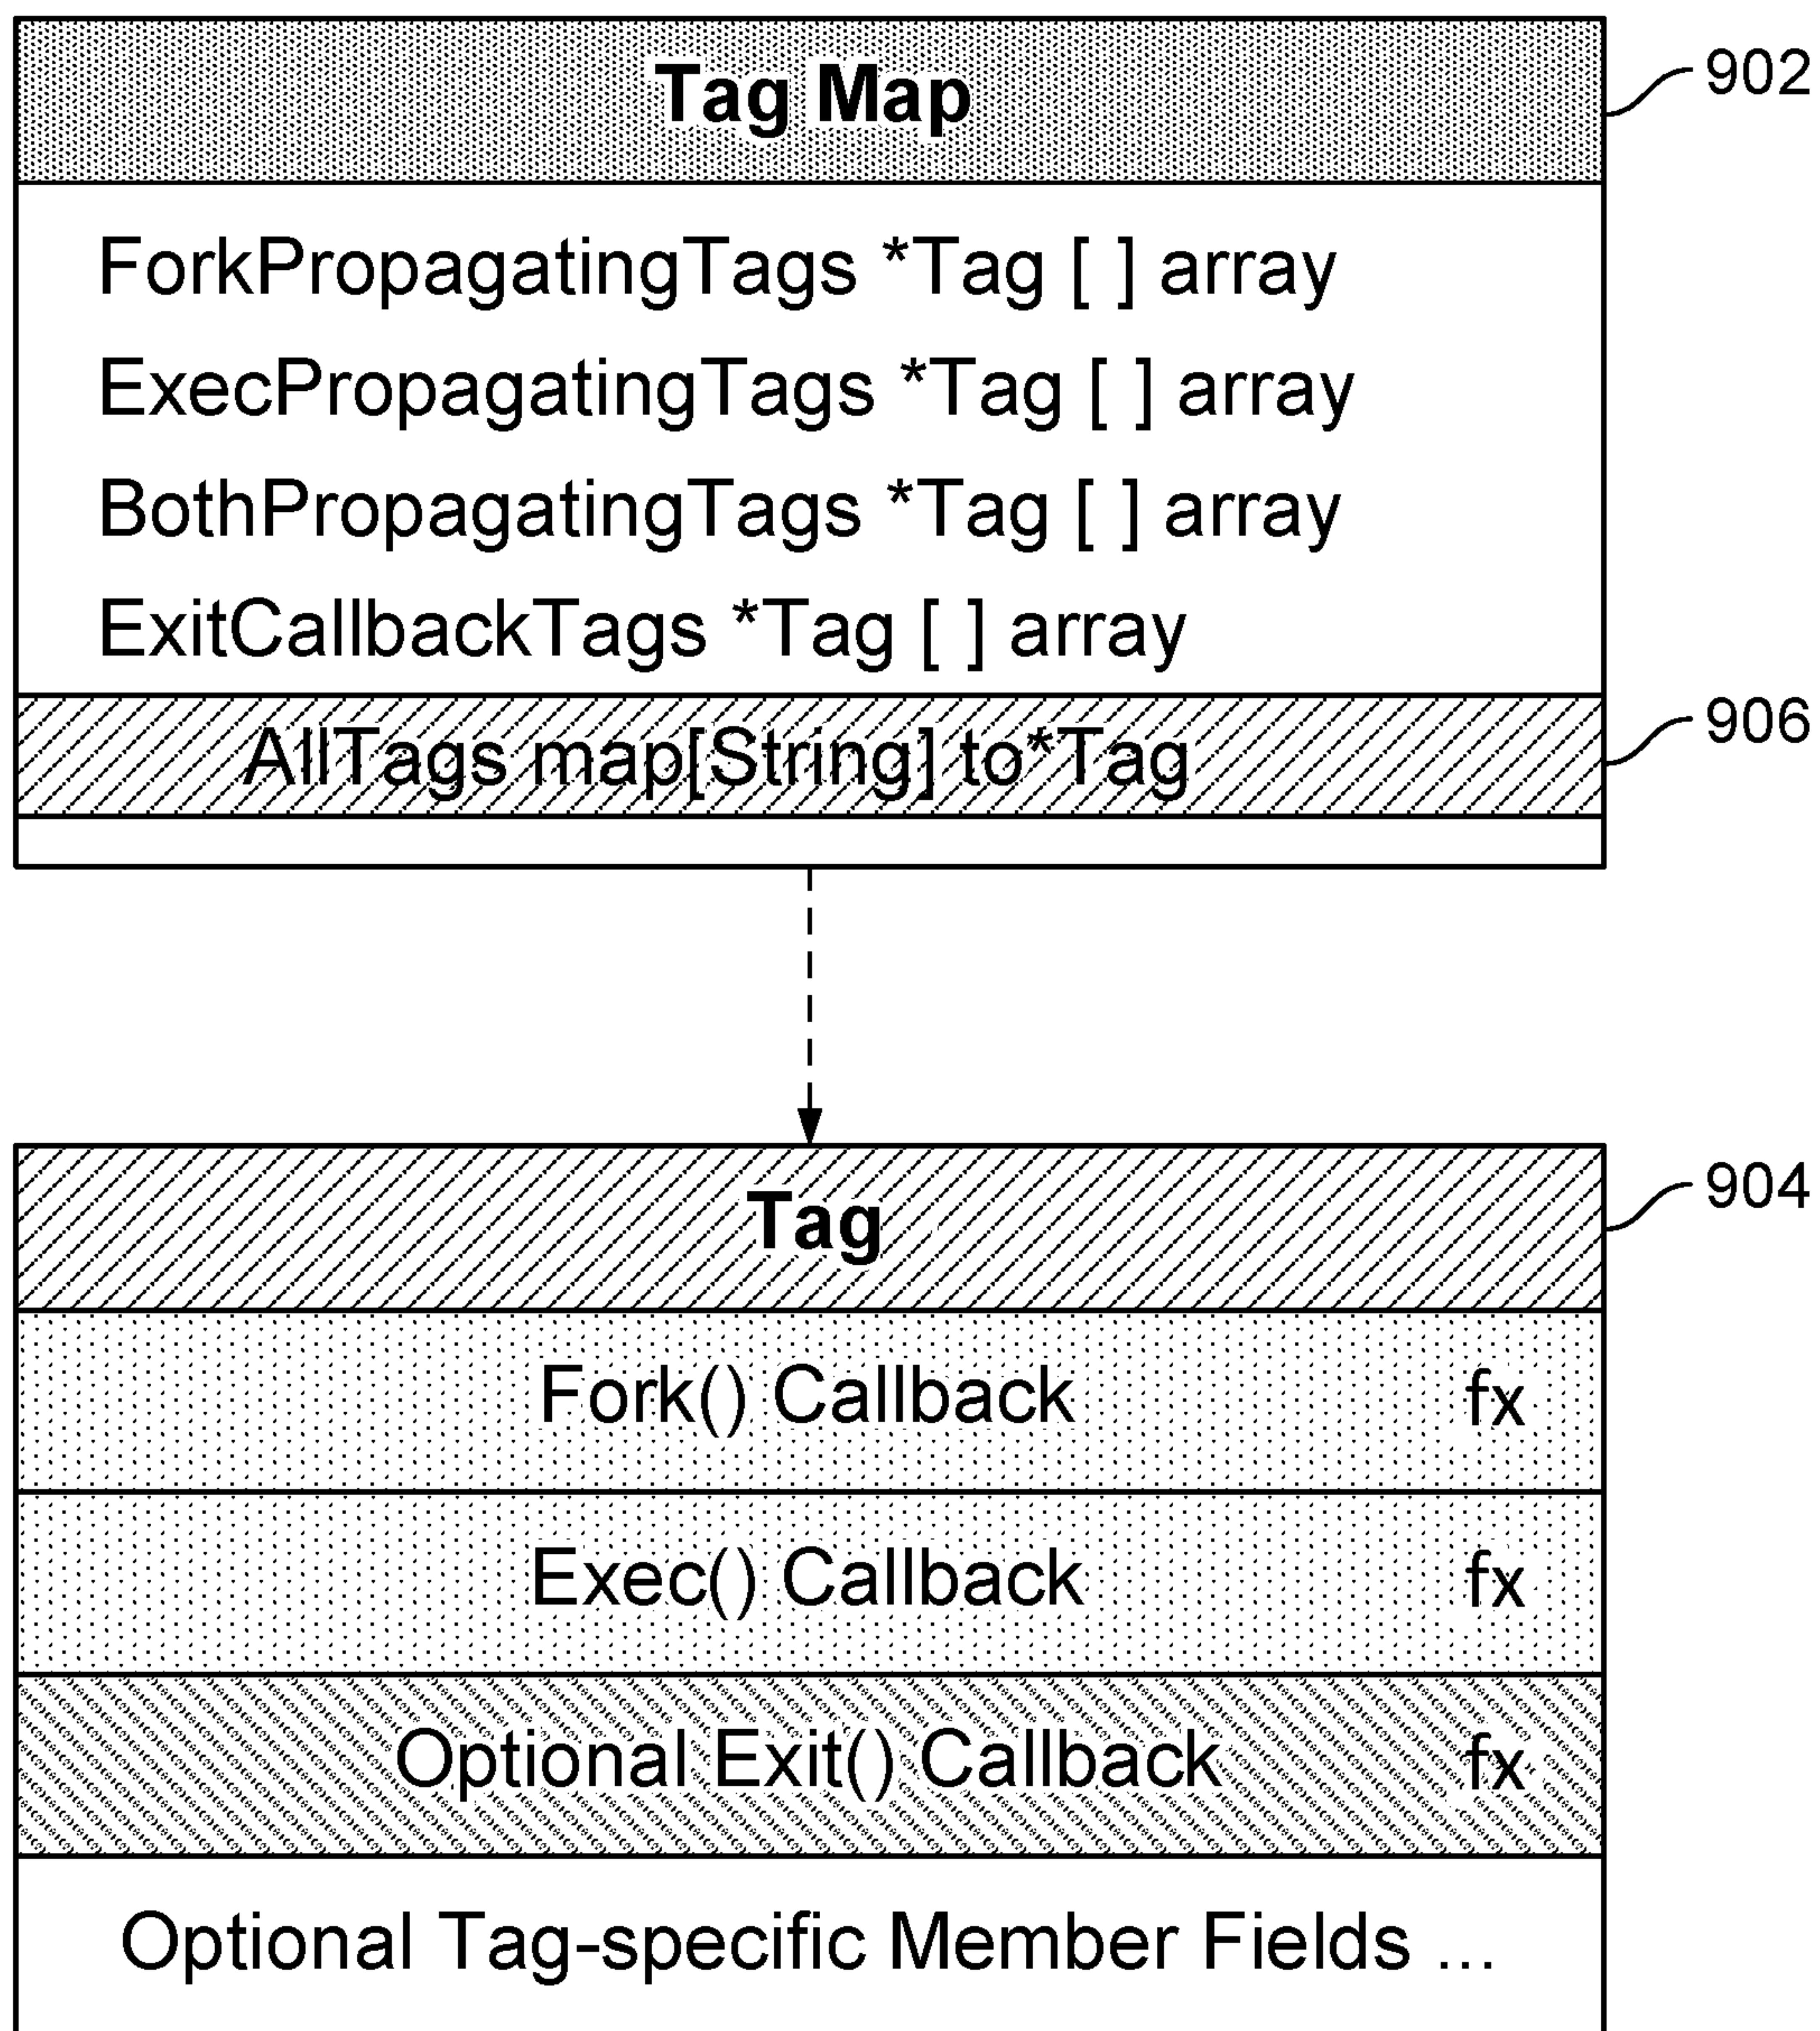 Tag Map
902
ForkPropagatingTags *Tag [ ] array
ExecPropagatingTags *Tag [ ] array
BothPropagatingTags *Tag [ ] array
ExitCallbackTags *Tag [ ] array
AllTags map[String] to*Tag
906
Tag
904
Fork() Callback fx
Exec() Callback fx
Optional Exit() Callback fx
Optional Tag-specific Member Fields ...